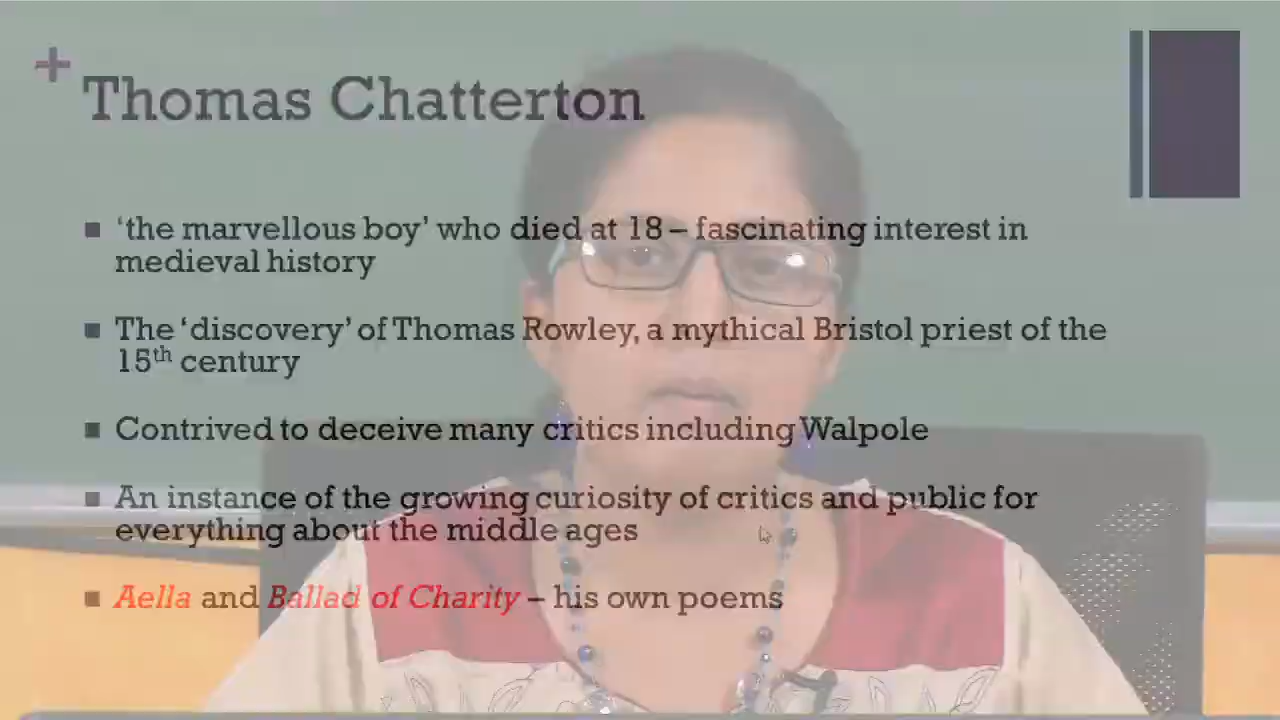 Thomas Chatterton
‘the marvellous boy’ who died at 18 – fascinating interest in
medieval history
The ‘discovery’ of Thomas Rowley, a mythical Bristol priest of the
15th century
Contrived to deceive many critics including Walpole
An instance of the growing curiosity of critics and public for
everything about the middle ages
Aella and Ballad of Charity – his own poems